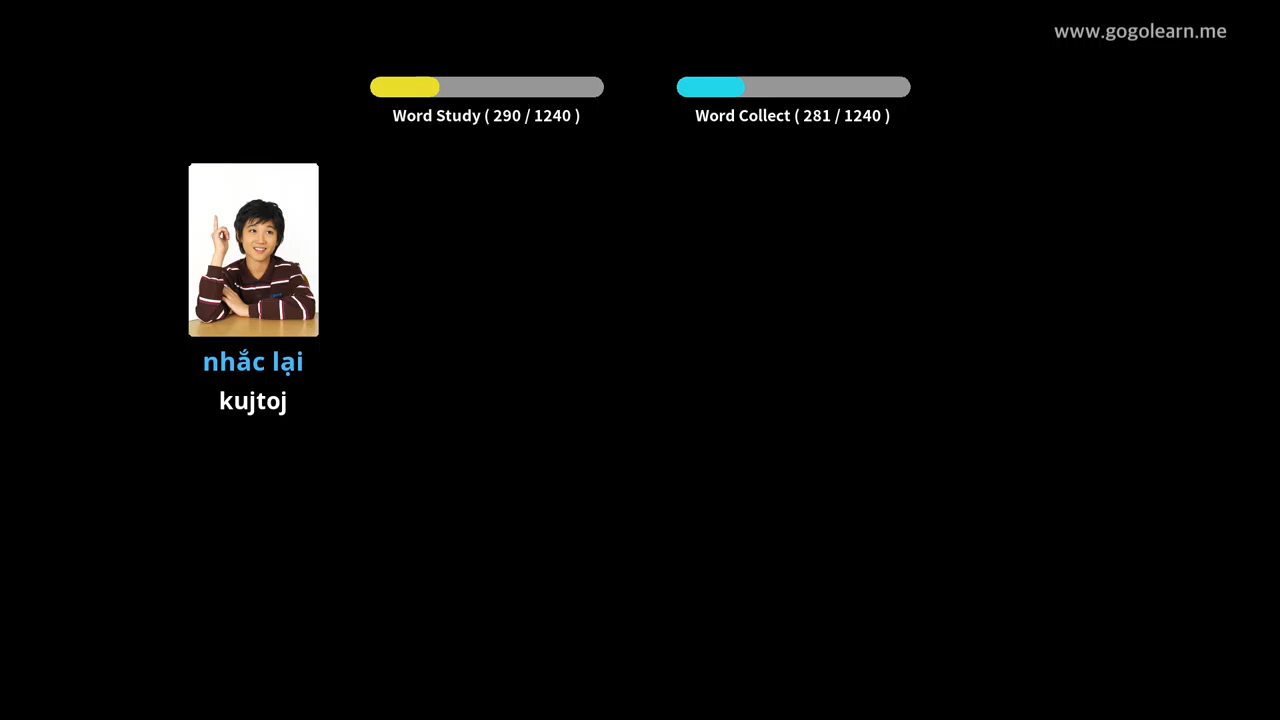 www.gogolearn.me
Word Study ( 290 / 1240 )
Word Collect ( 281 / 1240 )
nhắc lại
kujtoj